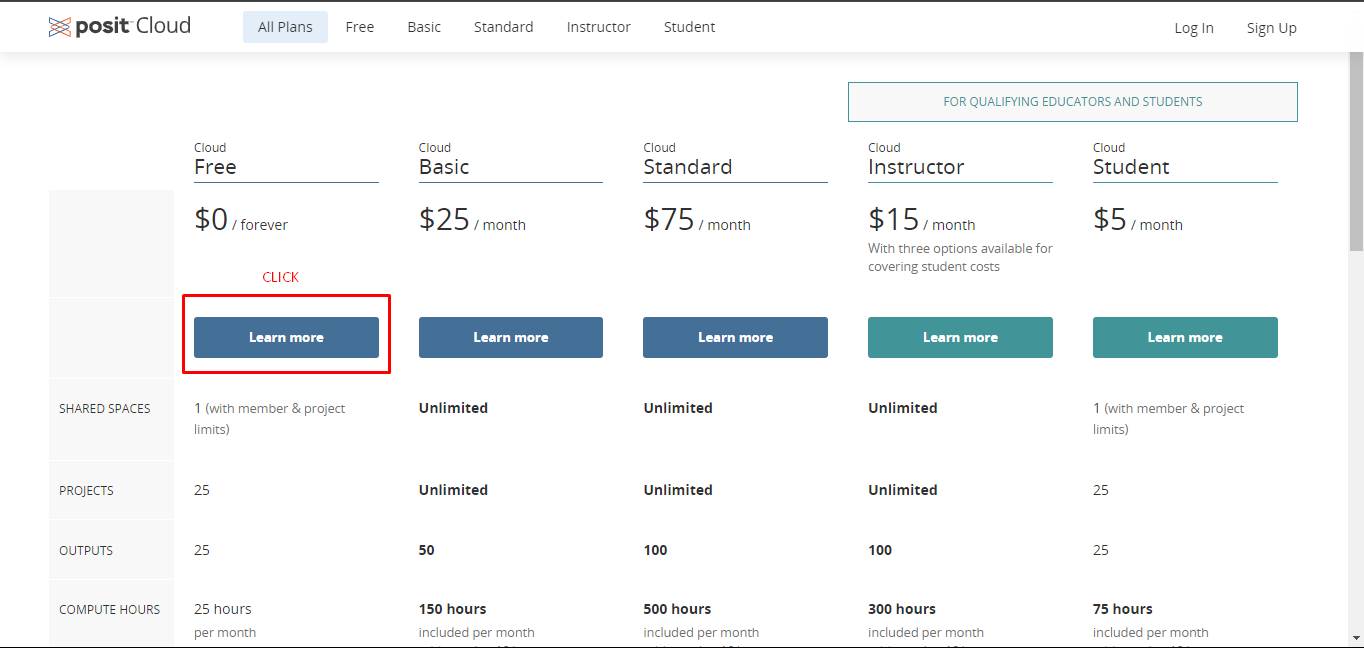 posit Cloud
All Plans Free Basic Standard Instructor Student Log In Sign Up
FOR QUALIFYING EDUCATORS AND STUDENTS
Cloud Cloud Cloud Cloud Cloud
Free Basic Standard Instructor Student
$0 / forever $25 / month $75 / month $15 / month $5 / month
With three options available for
covering student costs
CLICK
Learn more Learn more Learn more Learn more Learn more
SHARED SPACES 1 (with member & project Unlimited Unlimited Unlimited 1 (with member & project
limits) limits)
PROJECTS 25 Unlimited Unlimited Unlimited 25
OUTPUTS 25 50 100 100 25
COMPUTE HOURS 25 hours 150 hours 500 hours 300 hours 75 hours
per month included per month included per month included per month included per month